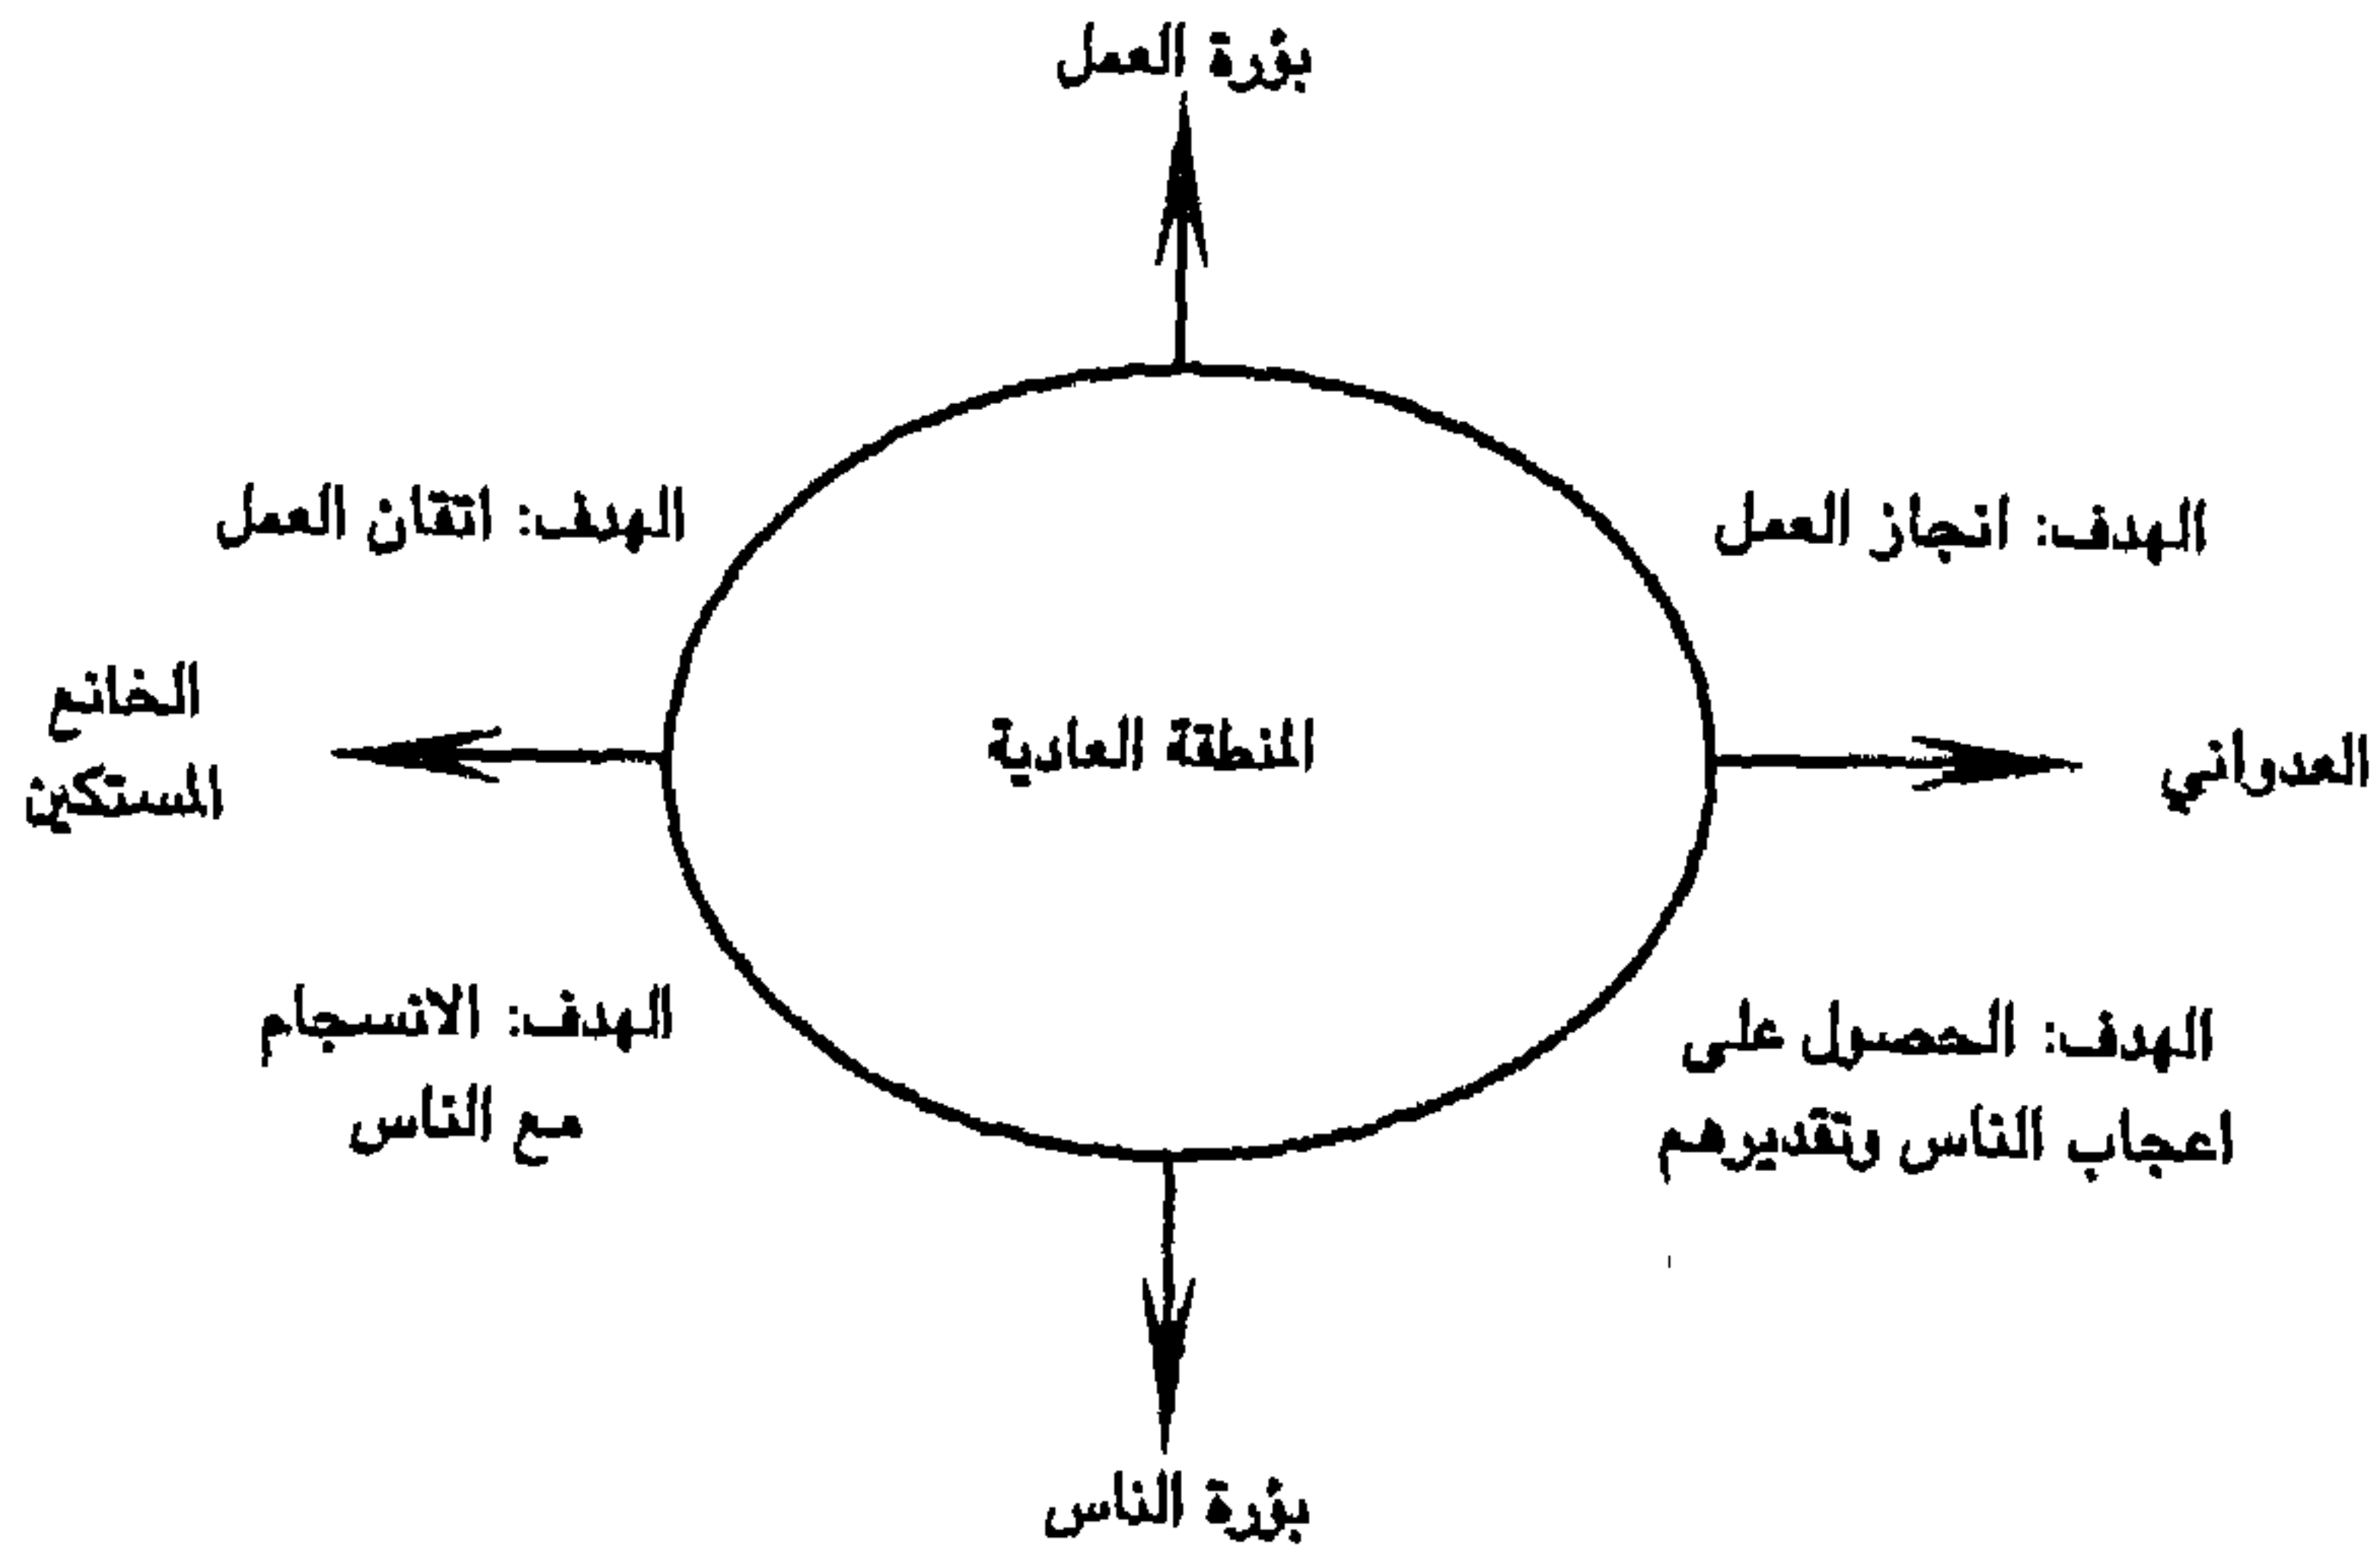 بؤرة العمل
الهدف: انجاز العمل
الهدف: اتقان العمل
العدواني
المنطقة العادية
الخانع
المستكين
الهدف: الحصول على
اعجاب الناس وتقديرهم
الهدف: الانسجام
مع الناس
بؤرة الناس